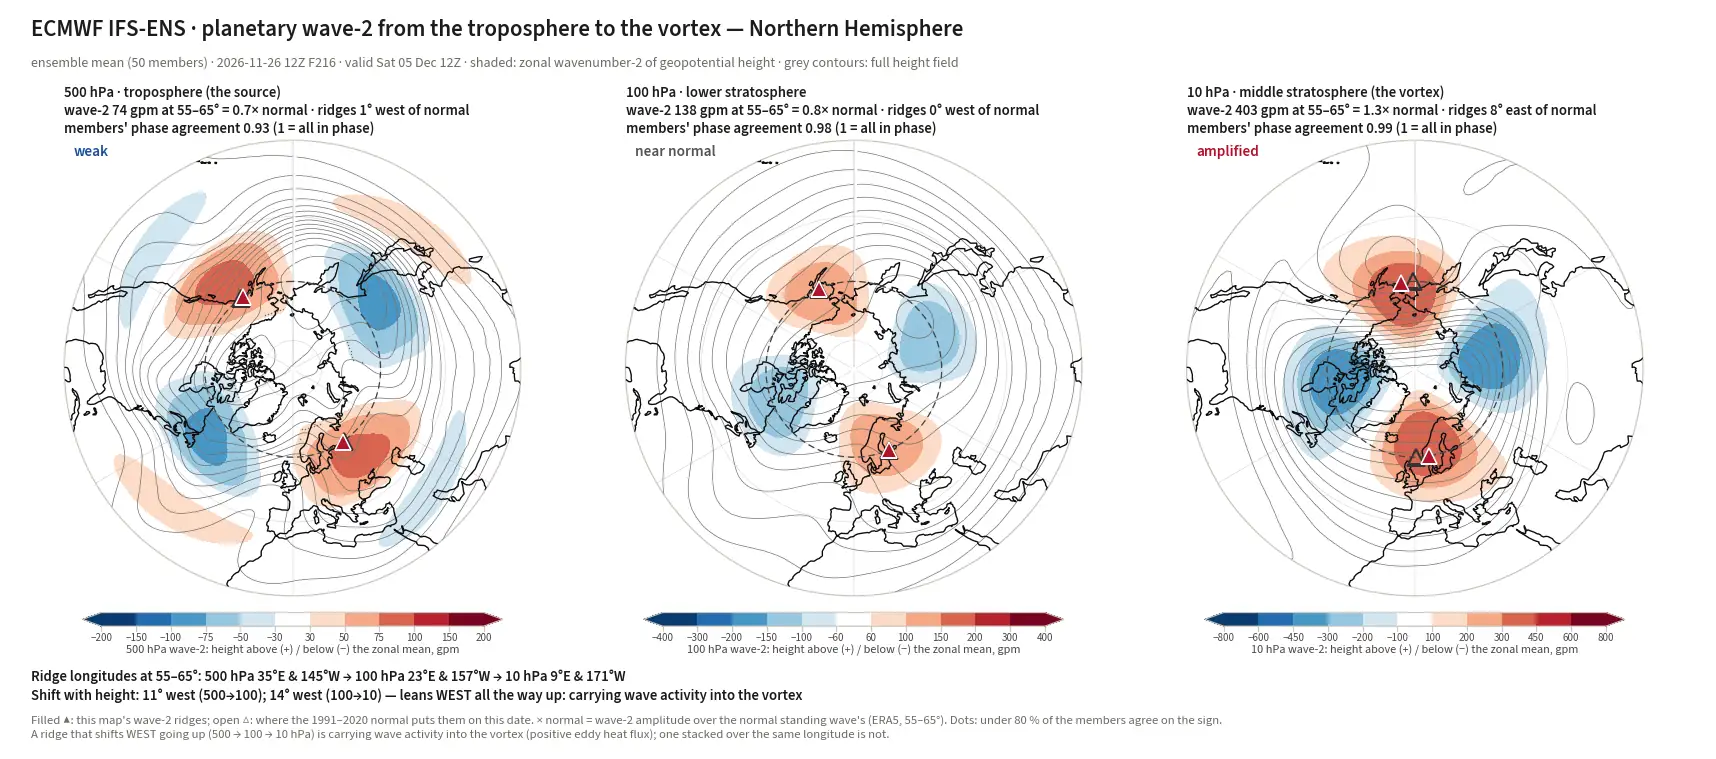 ECMWF IFS-ENS · planetary wave-2 from the troposphere to the vortex — Northern Hemisphere
ensemble mean (50 members) · 2026-11-26 12Z F216 · valid Sat 05 Dec 12Z · shaded: zonal wavenumber-2 of geopotential height · grey contours: full height field
500 hPa · troposphere (the source)
wave-2 74 gpm at 55–65° = 0.7× normal · ridges 1° west of normal
members' phase agreement 0.93 (1 = all in phase)
weak
100 hPa · lower stratosphere
wave-2 138 gpm at 55–65° = 0.8× normal · ridges 0° west of normal
members' phase agreement 0.98 (1 = all in phase)
near normal
10 hPa · middle stratosphere (the vortex)
wave-2 403 gpm at 55–65° = 1.3× normal · ridges 8° east of normal
members' phase agreement 0.99 (1 = all in phase)
amplified
−200 −150 −100 −75 −50 −30 30 50 75 100 150 200
500 hPa wave-2: height above (+) / below (−) the zonal mean, gpm
−400 −300 −200 −150 −100 −60 60 100 150 200 300 400
100 hPa wave-2: height above (+) / below (−) the zonal mean, gpm
−800 −600 −450 −300 −200 −100 100 200 300 450 600 800
10 hPa wave-2: height above (+) / below (−) the zonal mean, gpm
Ridge longitudes at 55–65°: 500 hPa 35°E & 145°W → 100 hPa 23°E & 157°W → 10 hPa 9°E & 171°W
Shift with height: 11° west (500→100); 14° west (100→10) — leans WEST all the way up: carrying wave activity into the vortex
Filled ▲: this map's wave-2 ridges; open △: where the 1991–2020 normal puts them on this date. × normal = wave-2 amplitude over the normal standing wave's (ERA5, 55–65°). Dots: under 80 % of the members agree on the sign.
A ridge that shifts WEST going up (500 → 100 → 10 hPa) is carrying wave activity into the vortex (positive eddy heat flux); one stacked over the same longitude is not.